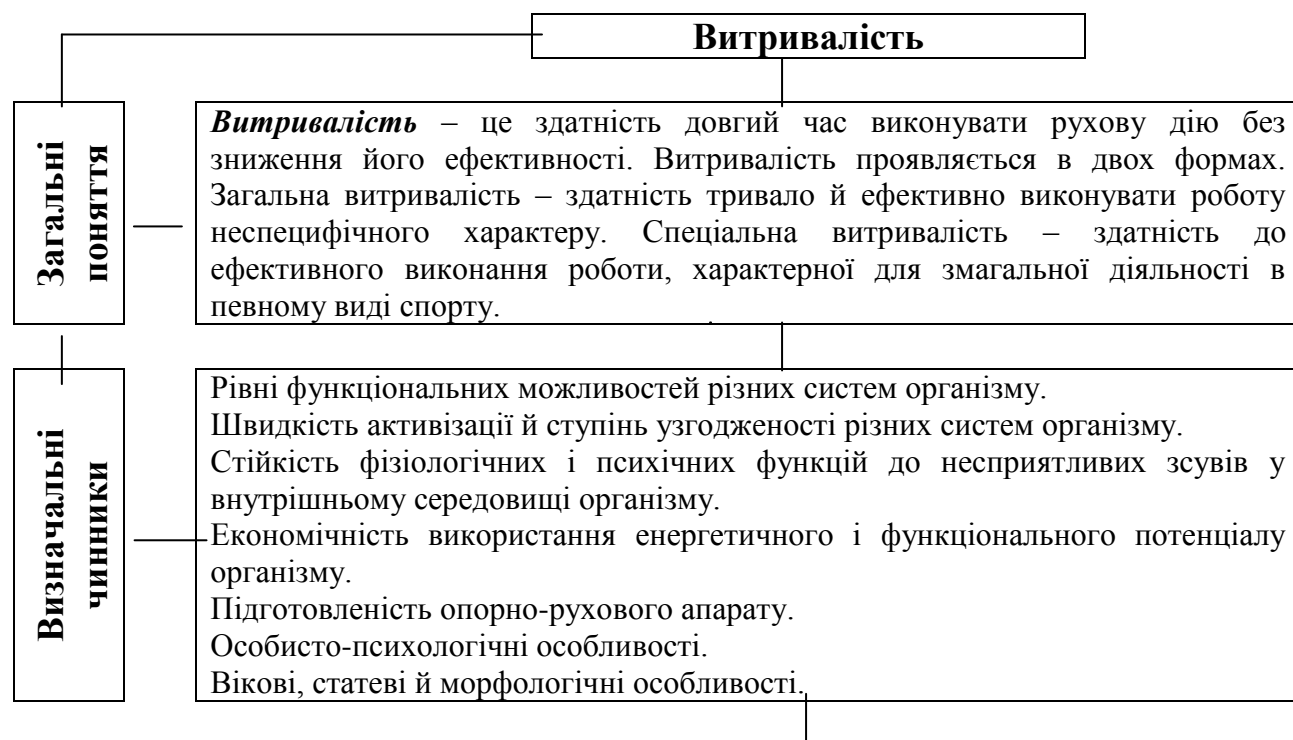 Витривалість
Загальні
поняття
Витривалість – це здатність довгий час виконувати рухову дію без
зниження його ефективності. Витривалість проявляється в двох формах.
Загальна витривалість – здатність тривало й ефективно виконувати роботу
неспецифічного характеру. Спеціальна витривалість – здатність до
ефективного виконання роботи, характерної для змагальної діяльності в
певному виді спорту.
Визначальні
чинники
Рівні функціональних можливостей різних систем організму.
Швидкість активізації й ступінь узгодженості різних систем організму.
Стійкість фізіологічних і психічних функцій до несприятливих зсувів у
внутрішньому середовищі організму.
Економічність використання енергетичного і функціонального потенціалу
організму.
Підготовленість опорно-рухового апарату.
Особисто-психологічні особливості.
Вікові, статеві й морфологічні особливості.